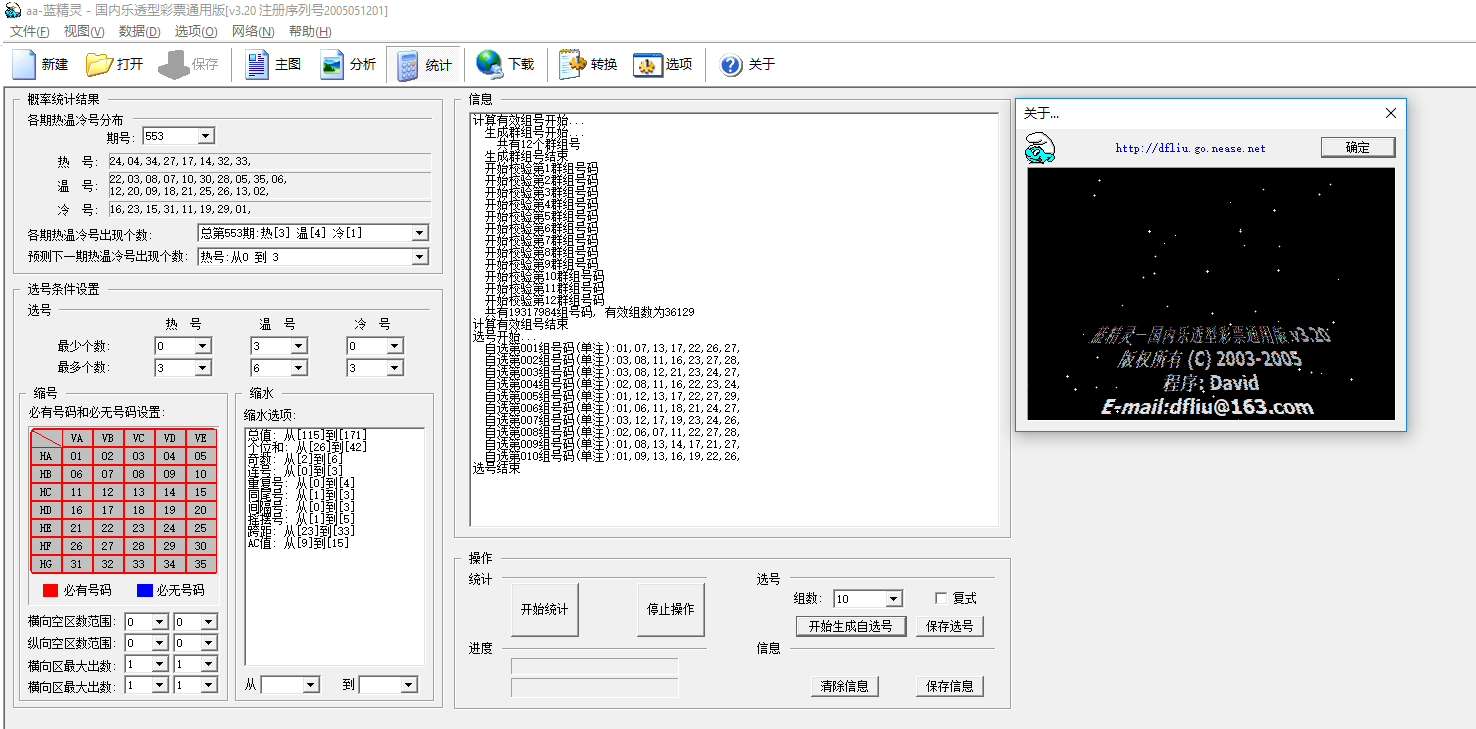 aa-蓝精灵 - 国内乐透型彩票通用版[v3.20 注册序列号2005051201]
文件(F) 视图(V) 数据(D) 选项(O) 网络(N) 帮助(H)
新建 打开 保存 主图 分析 统计 下载 转换 选项 关于
概率统计结果
各期热温冷号分布
期号: 553
热 号: 24,04,34,27,17,14,32,33,
温 号: 22,03,08,07,10,30,28,05,35,06,
12,20,09,18,21,25,26,13,02,
冷 号: 16,23,15,31,11,19,29,01,
各期热温冷号出现个数: 总第553期:热[3] 温[4] 冷[1]
预测下一期热温冷号出现个数: 热号:从0 到 3
选号条件设置
选号
热 号 温 号 冷 号
最少个数: 0 3 0
最多个数: 3 6 3
缩号
必有号码和必无号码设置:
VA VB VC VD VE
HA 01 02 03 04 05
HB 06 07 08 09 10
HC 11 12 13 14 15
HD 16 17 18 19 20
HE 21 22 23 24 25
HF 26 27 28 29 30
HG 31 32 33 34 35
必有号码 必无号码
横向空区数范围: 0 0
纵向空区数范围: 0 0
横向区最大出数: 1 1
横向区最大出数: 1 1
缩水
缩水选项:
总值: 从[115]到[171]
个位和: 从[26]到[42]
奇数: 从[2]到[6]
连号: 从[0]到[3]
重复号: 从[0]到[4]
同尾号: 从[1]到[3]
间隔号: 从[0]到[3]
摇摆号: 从[1]到[5]
跨距: 从[23]到[33]
AC值: 从[9]到[15]
从 到
信息
计算有效组号开始...
生成群组号开始...
共有12个群组号
生成群组号结束
开始校验第1群组号码
开始校验第2群组号码
开始校验第3群组号码
开始校验第4群组号码
开始校验第5群组号码
开始校验第6群组号码
开始校验第7群组号码
开始校验第8群组号码
开始校验第9群组号码
开始校验第10群组号码
开始校验第11群组号码
开始校验第12群组号码
共有19317984组号码, 有效组数为36129
计算有效组号结束
选号开始...
自选第001组号码(单注):01,07,13,17,22,26,27,
自选第002组号码(单注):03,08,11,16,23,27,28,
自选第003组号码(单注):03,08,12,21,23,24,27,
自选第004组号码(单注):02,08,11,16,22,23,24,
自选第005组号码(单注):01,12,13,17,22,27,29,
自选第006组号码(单注):01,06,11,18,21,24,27,
自选第007组号码(单注):03,12,17,19,23,24,26,
自选第008组号码(单注):02,06,07,11,22,27,28,
自选第009组号码(单注):01,08,13,14,17,21,27,
自选第010组号码(单注):01,09,13,16,19,22,26,
选号结束
操作
统计
开始统计 停止操作
进度
选号
组数: 10 复式
开始生成自选号 保存选号
信息
清除信息 保存信息
关于...
http://dfliu.go.nease.net 确定
蓝精灵－国内乐透型彩票通用版 v3.20
版权所有 (C) 2003-2005
程序: David
E-mail:dfliu@163.com